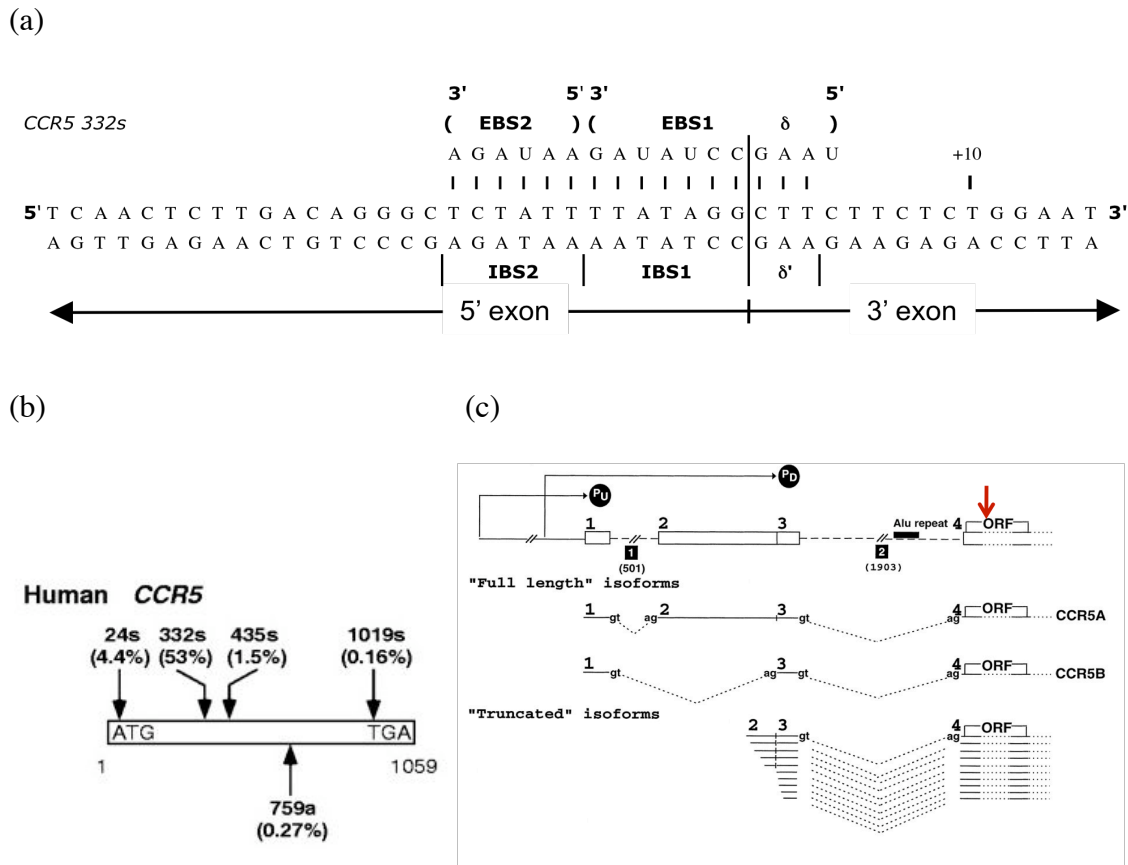 (a)
3' 5' 3' 5'
CCR5 332s ( EBS2 ) ( EBS1 δ )
A G A U A A G A U A U C C G A A U +10
5' T C A A C T C T T G A C A G G G C T C T A T T T T A T A G G C T T C T T C T C T G G A A T 3'
A G T T G A G A A C T G T C C C G A G A T A A A A T A T C C G A A G A A G A G A C C T T A
IBS2 IBS1 δ'
5' exon 3' exon
(b)
Human CCR5
24s 332s 435s 1019s
(4.4%) (53%) (1.5%) (0.16%)
ATG TGA
1 1059
759a
(0.27%)
(c)
PU PD
1 2 3 Alu repeat 4 ORF
1 2
(501) (1903)
"Full length" isoforms
1 gt ag 2 3 gt ag 4 ORF CCR5A
1 gt ag 3 gt ag 4 ORF CCR5B
"Truncated" isoforms
2 3 gt ag 4 ORF